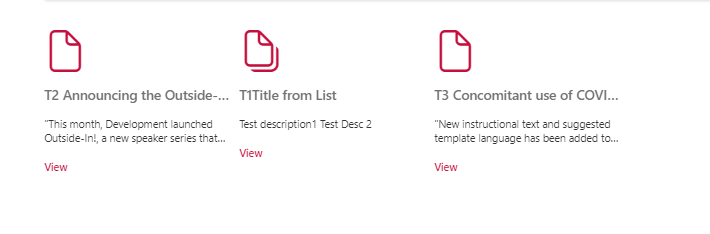 T2 Announcing the Outside-...
"This month, Development launched
Outside-In!, a new speaker series that...
View
T1Title from List
Test description1 Test Desc 2
View
T3 Concomitant use of COVI...
"New instructional text and suggested
template language has been added to...
View